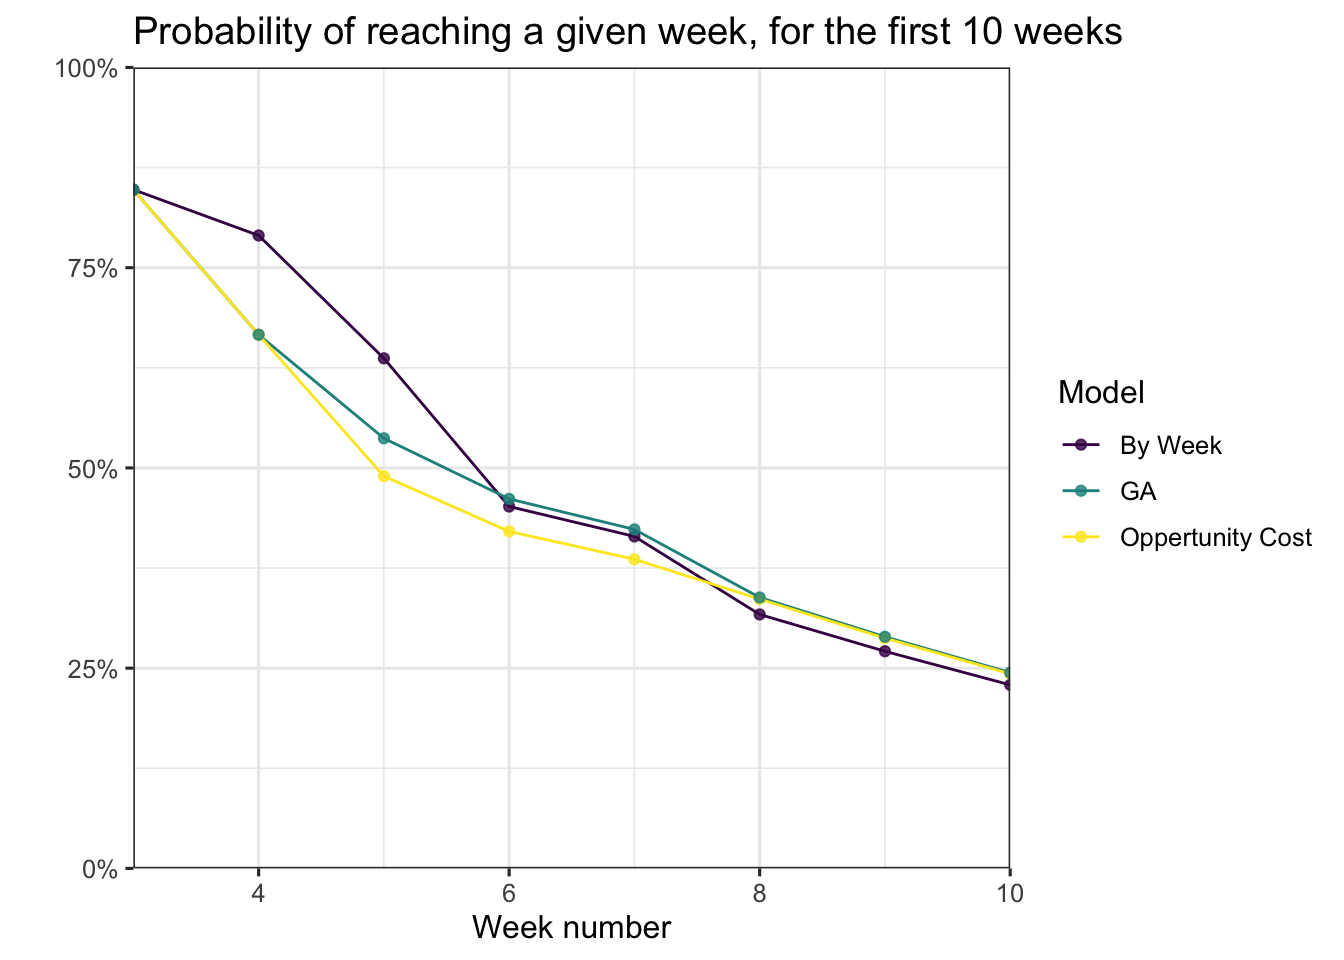 Probability of reaching a given week, for the first 10 weeks
100%
75%
50%
25%
0%
4
6
8
10
Week number
Model
By Week
GA
Oppertunity Cost